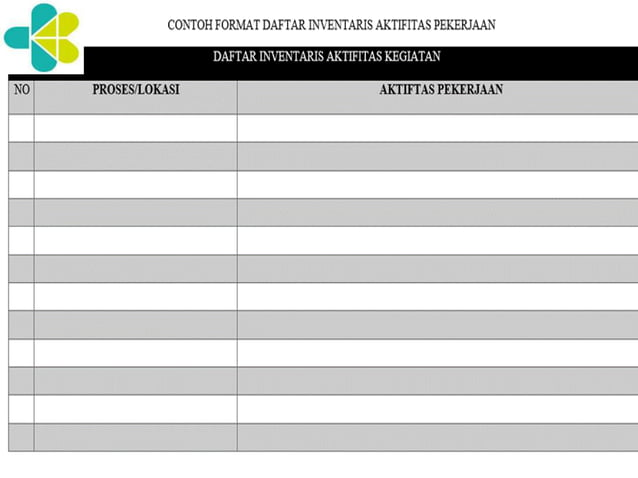 CONTOH FORMAT DAFTAR INVENTARIS AKTIFITAS PEKERJAAN
DAFTAR INVENTARIS AKTIFITAS KEGIATAN
NO PROSES/LOKASI AKTIFTAS PEKERJAAN